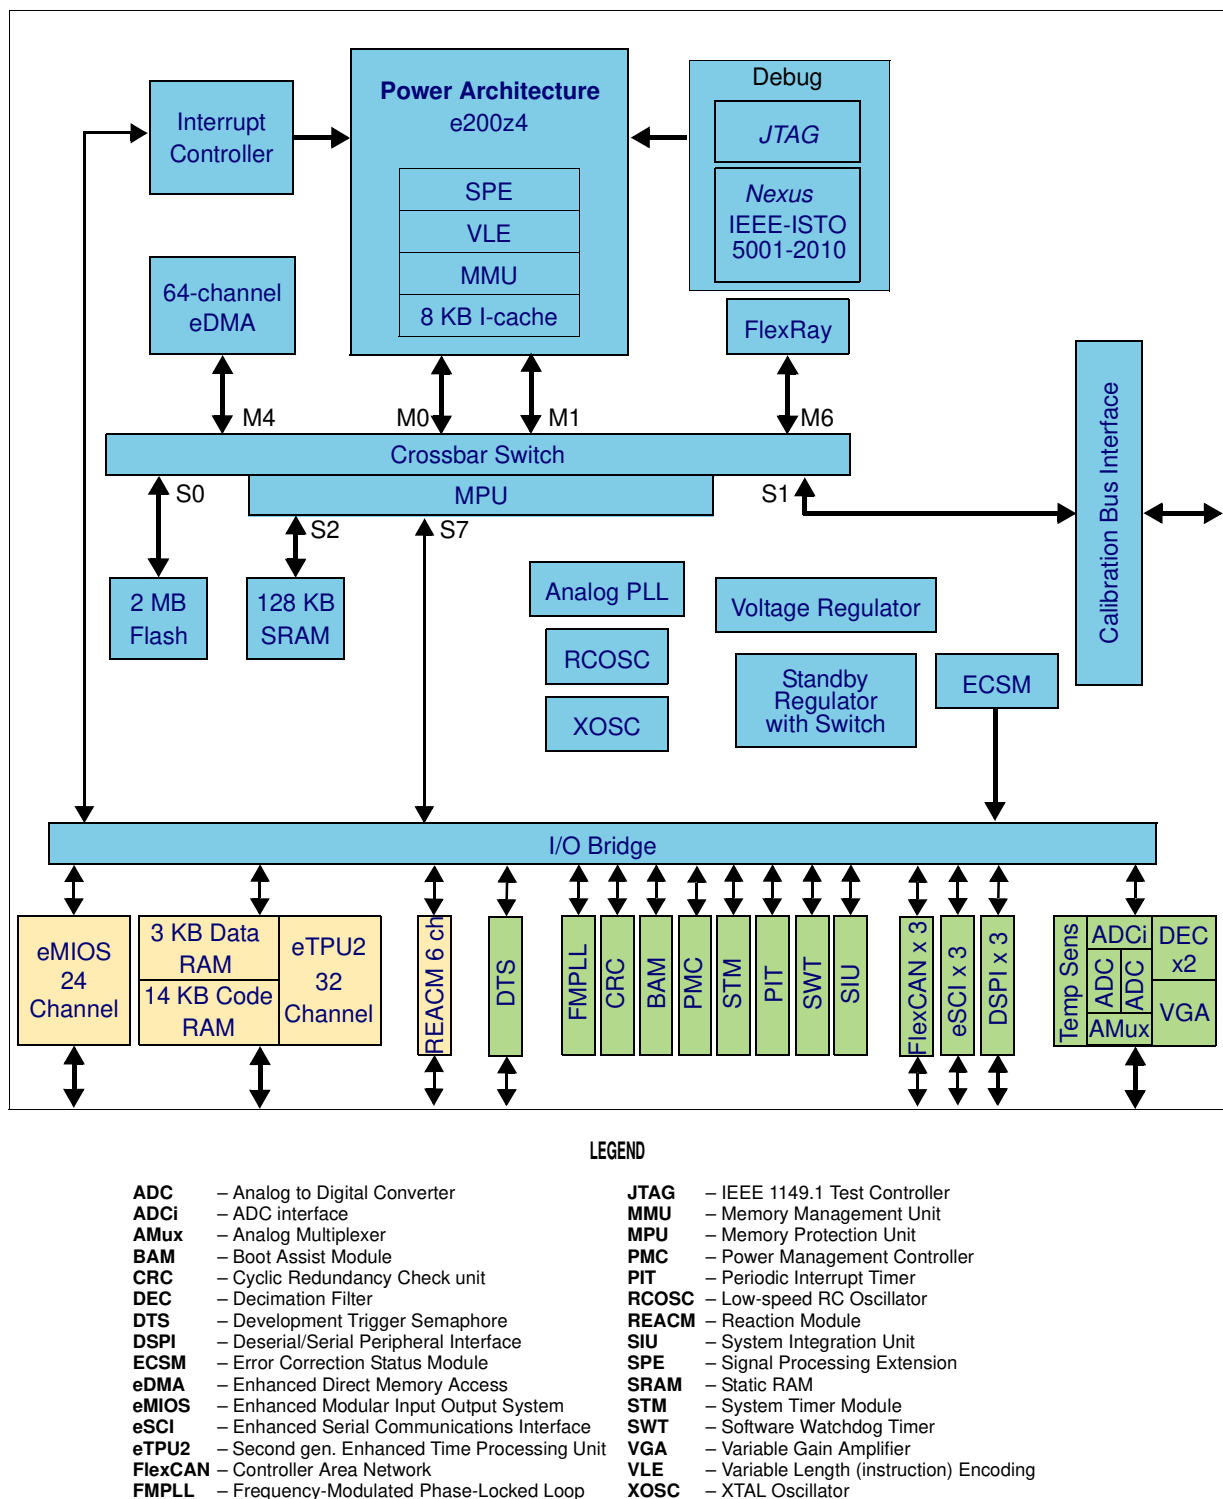 Power Architecture
e200z4
SPE
VLE
MMU
8 KB I-cache
Interrupt
Controller
Debug
JTAG
Nexus
IEEE-ISTO
5001-2010
64-channel
eDMA
FlexRay
M4
M0
M1
M6
Crossbar Switch
MPU
S0
S2
S7
S1
Calibration Bus Interface
2 MB
Flash
128 KB
SRAM
Analog PLL
RCOSC
XOSC
Voltage Regulator
Standby
Regulator
with Switch
ECSM
I/O Bridge
eMIOS
24
Channel
3 KB Data
RAM
14 KB Code
RAM
eTPU2
32
Channel
REACM 6 ch
DTS
FMPLL
CRC
BAM
PMC
STM
PIT
SWT
SIU
FlexCAN x 3
eSCI x 3
DSPI x 3
Temp Sens
ADCi
ADC
ADC
AMux
DEC
x2
VGA
LEGEND
ADC – Analog to Digital Converter
ADCi – ADC interface
AMux – Analog Multiplexer
BAM – Boot Assist Module
CRC – Cyclic Redundancy Check unit
DEC – Decimation Filter
DTS – Development Trigger Semaphore
DSPI – Deserial/Serial Peripheral Interface
ECSM – Error Correction Status Module
eDMA – Enhanced Direct Memory Access
eMIOS – Enhanced Modular Input Output System
eSCI – Enhanced Serial Communications Interface
eTPU2 – Second gen. Enhanced Time Processing Unit
FlexCAN – Controller Area Network
FMPLL – Frequency-Modulated Phase-Locked Loop
JTAG – IEEE 1149.1 Test Controller
MMU – Memory Management Unit
MPU – Memory Protection Unit
PMC – Power Management Controller
PIT – Periodic Interrupt Timer
RCOSC – Low-speed RC Oscillator
REACM – Reaction Module
SIU – System Integration Unit
SPE – Signal Processing Extension
SRAM – Static RAM
STM – System Timer Module
SWT – Software Watchdog Timer
VGA – Variable Gain Amplifier
VLE – Variable Length (instruction) Encoding
XOSC – XTAL Oscillator